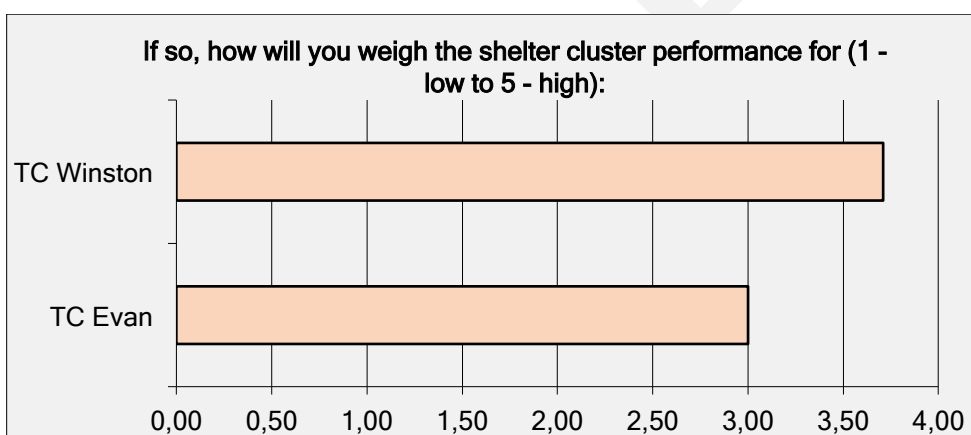 If so, how will you weigh the shelter cluster performance for (1 -
low to 5 - high):
TC Winston
TC Evan
0,00 0,50 1,00 1,50 2,00 2,50 3,00 3,50 4,00